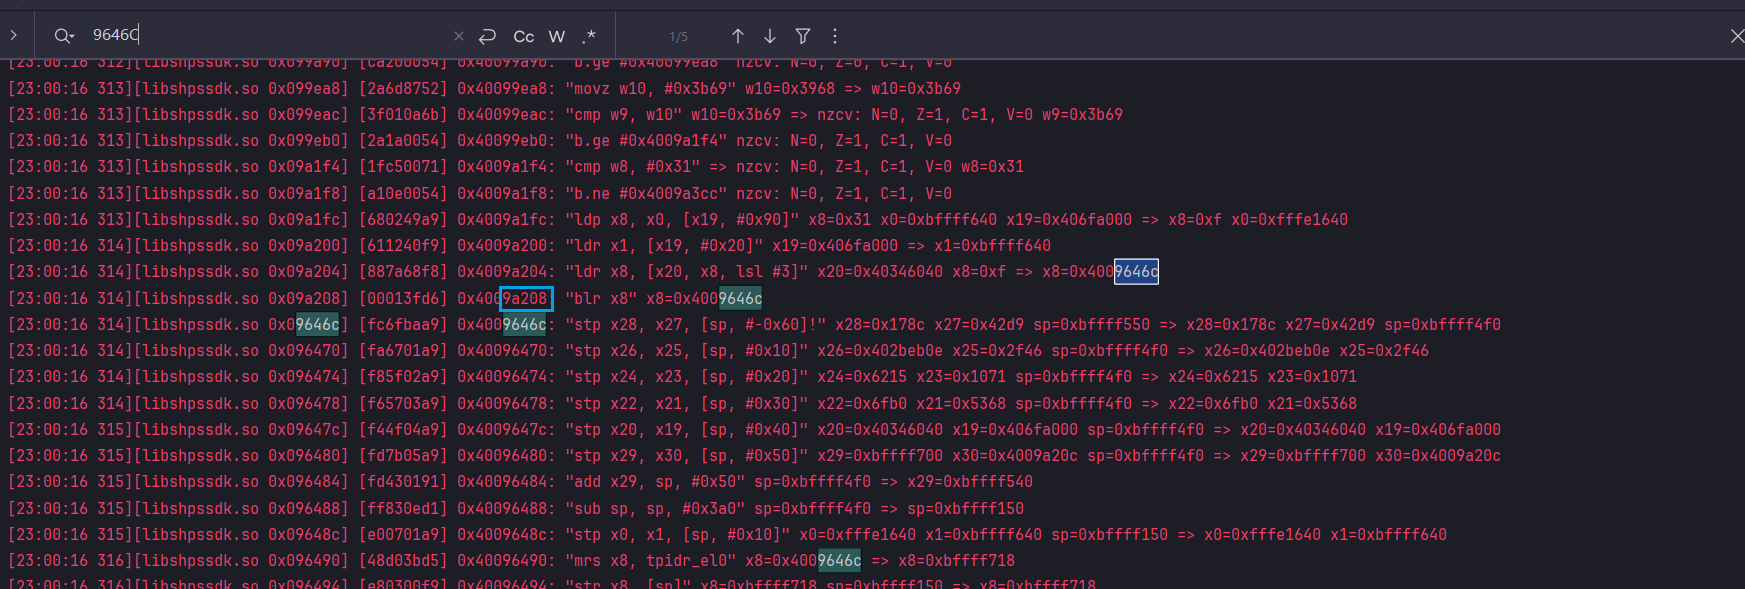 9646C
Cc W .* 1/5
[23:00:16 312][libshpssdk.so 0x099a90] [ca200054] 0x40099a90: "b.ge #0x40099ea8" nzcv: N=0, Z=0, C=1, V=0
[23:00:16 313][libshpssdk.so 0x099ea8] [2a6d8752] 0x40099ea8: "movz w10, #0x3b69" w10=0x3968 => w10=0x3b69
[23:00:16 313][libshpssdk.so 0x099eac] [3f010a6b] 0x40099eac: "cmp w9, w10" w10=0x3b69 => nzcv: N=0, Z=1, C=1, V=0 w9=0x3b69
[23:00:16 313][libshpssdk.so 0x099eb0] [2a1a0054] 0x40099eb0: "b.ge #0x4009a1f4" nzcv: N=0, Z=1, C=1, V=0
[23:00:16 313][libshpssdk.so 0x09a1f4] [1fc50071] 0x4009a1f4: "cmp w8, #0x31" => nzcv: N=0, Z=1, C=1, V=0 w8=0x31
[23:00:16 313][libshpssdk.so 0x09a1f8] [a10e0054] 0x4009a1f8: "b.ne #0x4009a3cc" nzcv: N=0, Z=1, C=1, V=0
[23:00:16 313][libshpssdk.so 0x09a1fc] [680249a9] 0x4009a1fc: "ldp x8, x0, [x19, #0x90]" x8=0x31 x0=0xbffff640 x19=0x406fa000 => x8=0xf x0=0xfffe1640
[23:00:16 314][libshpssdk.so 0x09a200] [611240f9] 0x4009a200: "ldr x1, [x19, #0x20]" x19=0x406fa000 => x1=0xbffff640
[23:00:16 314][libshpssdk.so 0x09a204] [887a68f8] 0x4009a204: "ldr x8, [x20, x8, lsl #3]" x20=0x40346040 x8=0xf => x8=0x4009646c
[23:00:16 314][libshpssdk.so 0x09a208] [00013fd6] 0x4009a208: "blr x8" x8=0x4009646c
[23:00:16 314][libshpssdk.so 0x09646c] [fc6fbaa9] 0x4009646c: "stp x28, x27, [sp, #-0x60]!" x28=0x178c x27=0x42d9 sp=0xbffff550 => x28=0x178c x27=0x42d9 sp=0xbffff4f0
[23:00:16 314][libshpssdk.so 0x096470] [fa6701a9] 0x40096470: "stp x26, x25, [sp, #0x10]" x26=0x402beb0e x25=0x2f46 sp=0xbffff4f0 => x26=0x402beb0e x25=0x2f46
[23:00:16 314][libshpssdk.so 0x096474] [f85f02a9] 0x40096474: "stp x24, x23, [sp, #0x20]" x24=0x6215 x23=0x1071 sp=0xbffff4f0 => x24=0x6215 x23=0x1071
[23:00:16 314][libshpssdk.so 0x096478] [f65703a9] 0x40096478: "stp x22, x21, [sp, #0x30]" x22=0x6fb0 x21=0x5368 sp=0xbffff4f0 => x22=0x6fb0 x21=0x5368
[23:00:16 315][libshpssdk.so 0x09647c] [f44f04a9] 0x4009647c: "stp x20, x19, [sp, #0x40]" x20=0x40346040 x19=0x406fa000 sp=0xbffff4f0 => x20=0x40346040 x19=0x406fa000
[23:00:16 315][libshpssdk.so 0x096480] [fd7b05a9] 0x40096480: "stp x29, x30, [sp, #0x50]" x29=0xbffff700 x30=0x4009a20c sp=0xbffff4f0 => x29=0xbffff700 x30=0x4009a20c
[23:00:16 315][libshpssdk.so 0x096484] [fd430191] 0x40096484: "add x29, sp, #0x50" sp=0xbffff4f0 => x29=0xbffff540
[23:00:16 315][libshpssdk.so 0x096488] [ff830ed1] 0x40096488: "sub sp, sp, #0x3a0" sp=0xbffff4f0 => sp=0xbffff150
[23:00:16 315][libshpssdk.so 0x09648c] [e00701a9] 0x4009648c: "stp x0, x1, [sp, #0x10]" x0=0xfffe1640 x1=0xbffff640 sp=0xbffff150 => x0=0xfffe1640 x1=0xbffff640
[23:00:16 316][libshpssdk.so 0x096490] [48d03bd5] 0x40096490: "mrs x8, tpidr_el0" x8=0x4009646c => x8=0xbffff718
[23:00:16 316][libshpssdk.so 0x096494] [e80300f9] 0x40096494: "str x8, [sp]" x8=0xbffff718 sp=0xbffff150 => x8=0xbffff718